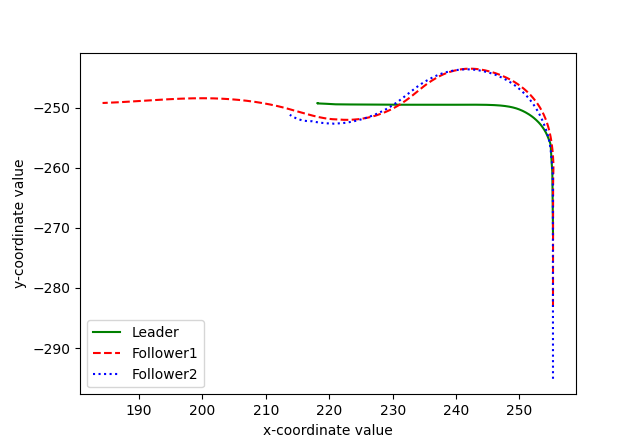 −250
−260
−270
−280
−290
y-coordinate value
Leader
Follower1
Follower2
190 200 210 220 230 240 250
x-coordinate value